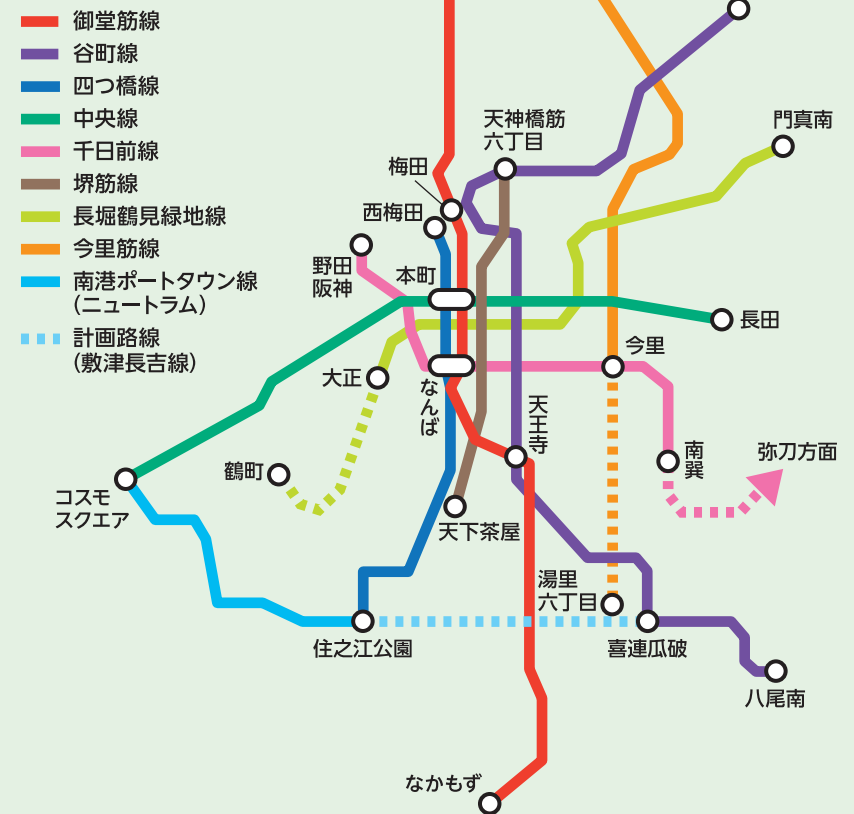 御堂筋線
谷町線
四つ橋線
中央線
千日前線
堺筋線
長堀鶴見緑地線
今里筋線
南港ポートタウン線
(ニュートラム)
計画路線
(敷津長吉線)
天神橋筋
六丁目
門真南
梅田
西梅田
野田
阪神
本町
長田
今里
大正
なんば
天王寺
南巽
弥刀方面
鶴町
コスモ
スクエア
天下茶屋
湯里
六丁目
住之江公園
喜連瓜破
八尾南
なかもず